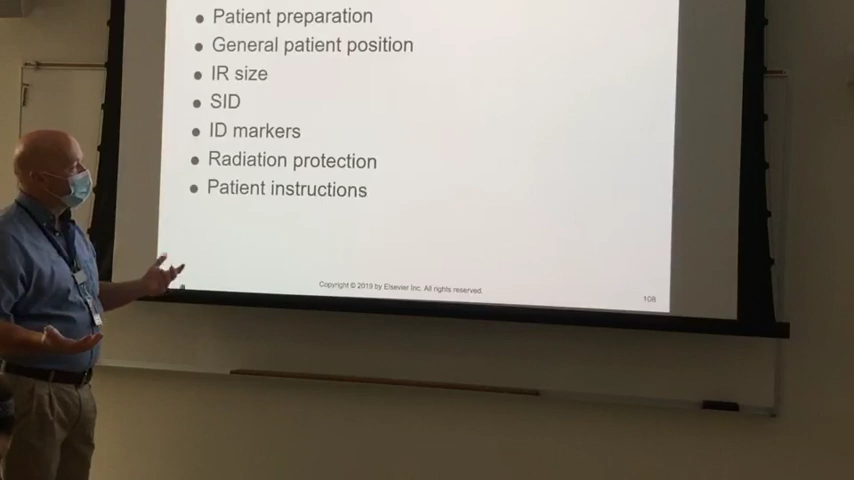 Patient preparation
General patient position
IR size
SID
ID markers
Radiation protection
Patient instructions
Copyright © 2019 by Elsevier Inc. All rights reserved.
108